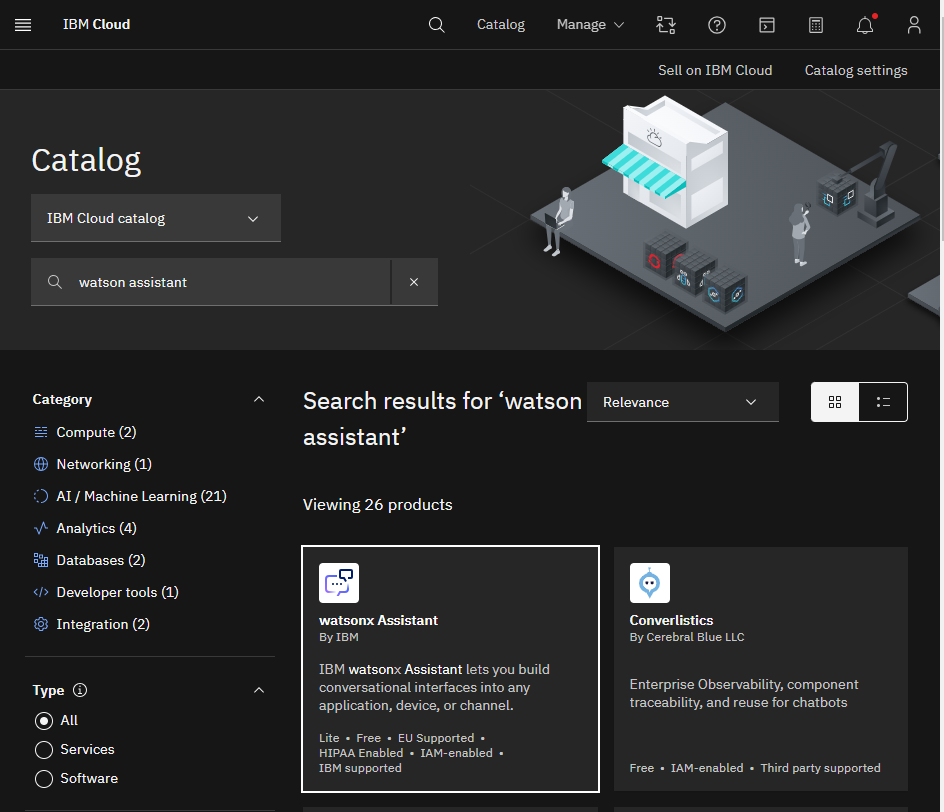 IBM Cloud
Catalog
Manage
Sell on IBM Cloud
Catalog settings
Catalog
IBM Cloud catalog
watson assistant
Category
Compute (2)
Networking (1)
AI / Machine Learning (21)
Analytics (4)
Databases (2)
Developer tools (1)
Integration (2)
Type
All
Services
Software
Search results for ‘watson
assistant’
Relevance
Viewing 26 products
watsonx Assistant
By IBM
IBM watsonx Assistant lets you build
conversational interfaces into any
application, device, or channel.
Lite • Free • EU Supported •
HIPAA Enabled • IAM-enabled •
IBM supported
Converlistics
By Cerebral Blue LLC
Enterprise Observability, component
traceability, and reuse for chatbots
Free • IAM-enabled • Third party supported